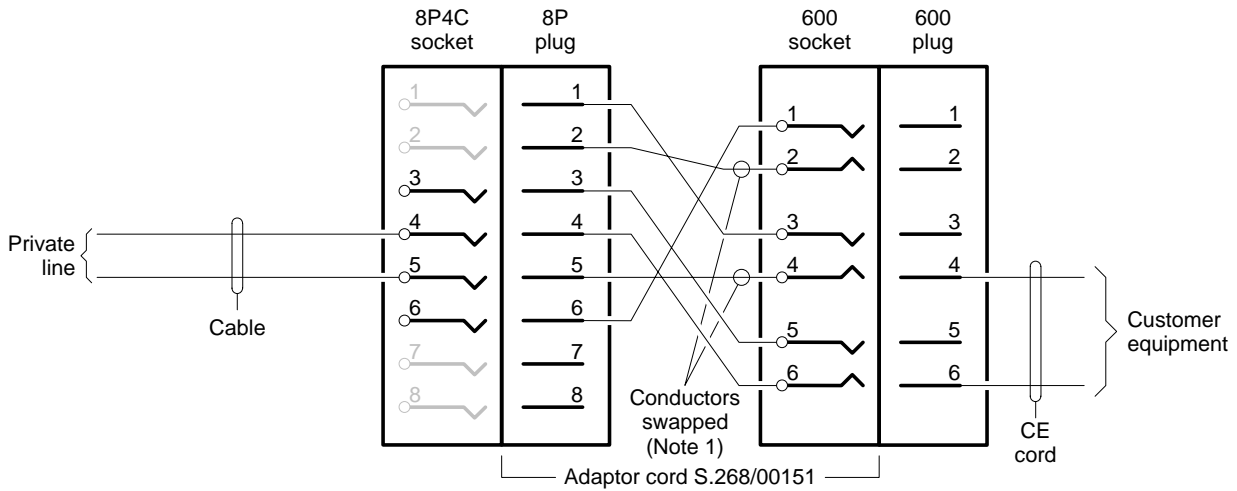 8P4C
socket
8P
plug
600
socket
600
plug
1
2
3
4
5
6
7
8
1
2
3
4
5
6
7
8
1
2
3
4
5
6
1
2
3
4
5
6
Private
line
Cable
Conductors
swapped
(Note 1)
Customer
equipment
CE
cord
Adaptor cord S.268/00151